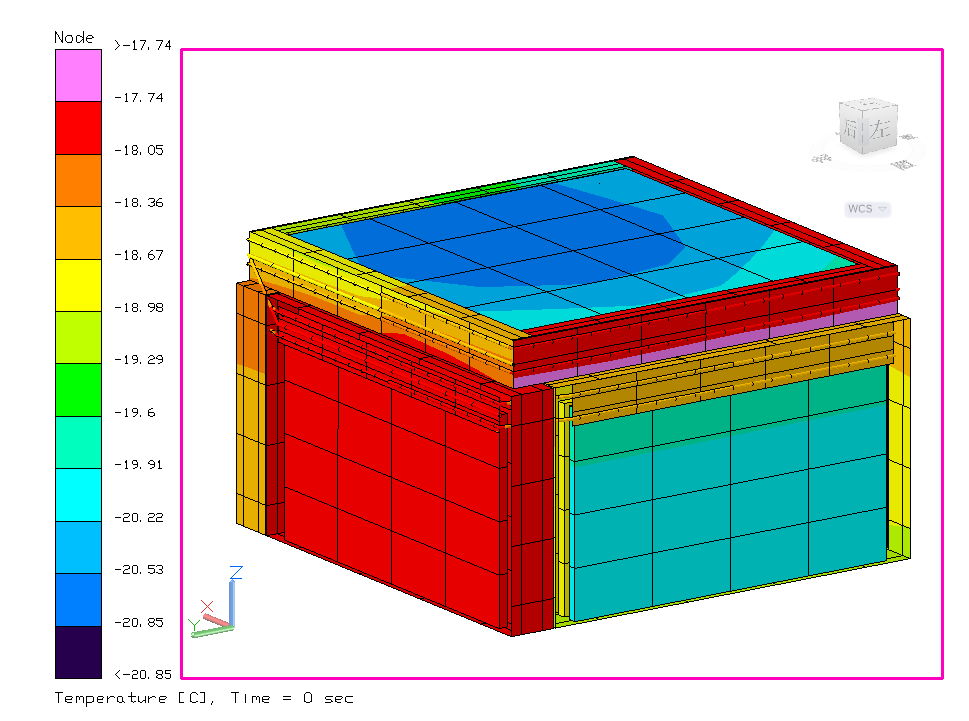 Node
>-17.74
-17.74
-18.05
-18.36
-18.67
-18.98
-19.29
-19.6
-19.91
-20.22
-20.53
-20.85
<-20.85
Temperature [C], Time = 0 sec
后 左
WCS
Z
X
Y